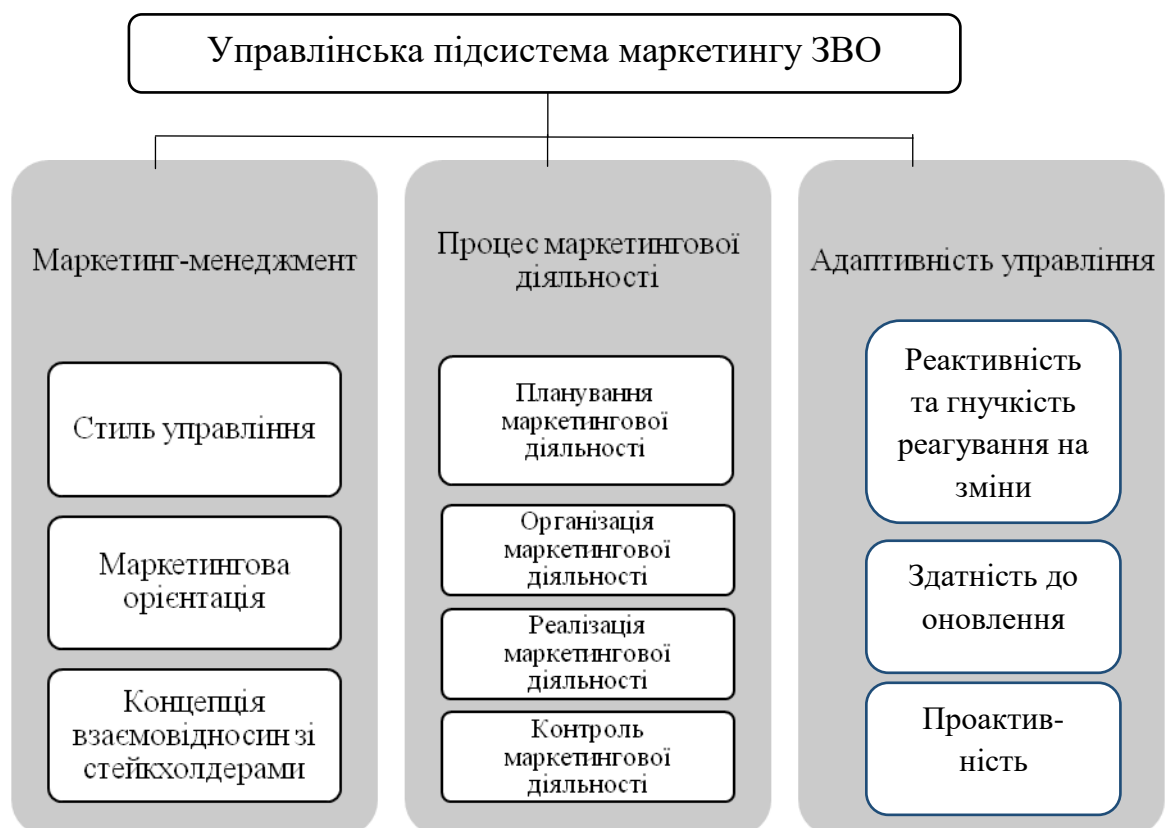 Управлінська підсистема маркетингу ЗВО
Маркетинг-менеджмент
Стиль управління
Маркетингова
орієнтація
Концепція
взаємовідносин зі
стейкхолдерами
Процес маркетингової
діяльності
Планування
маркетингової
діяльності
Організація
маркетингової
діяльності
Реалізація
маркетингової
діяльності
Контроль
маркетингової
діяльності
Адаптивність управління
Реактивність
та гнучкість
реагування на
зміни
Здатність до
оновлення
Проактив-
ність